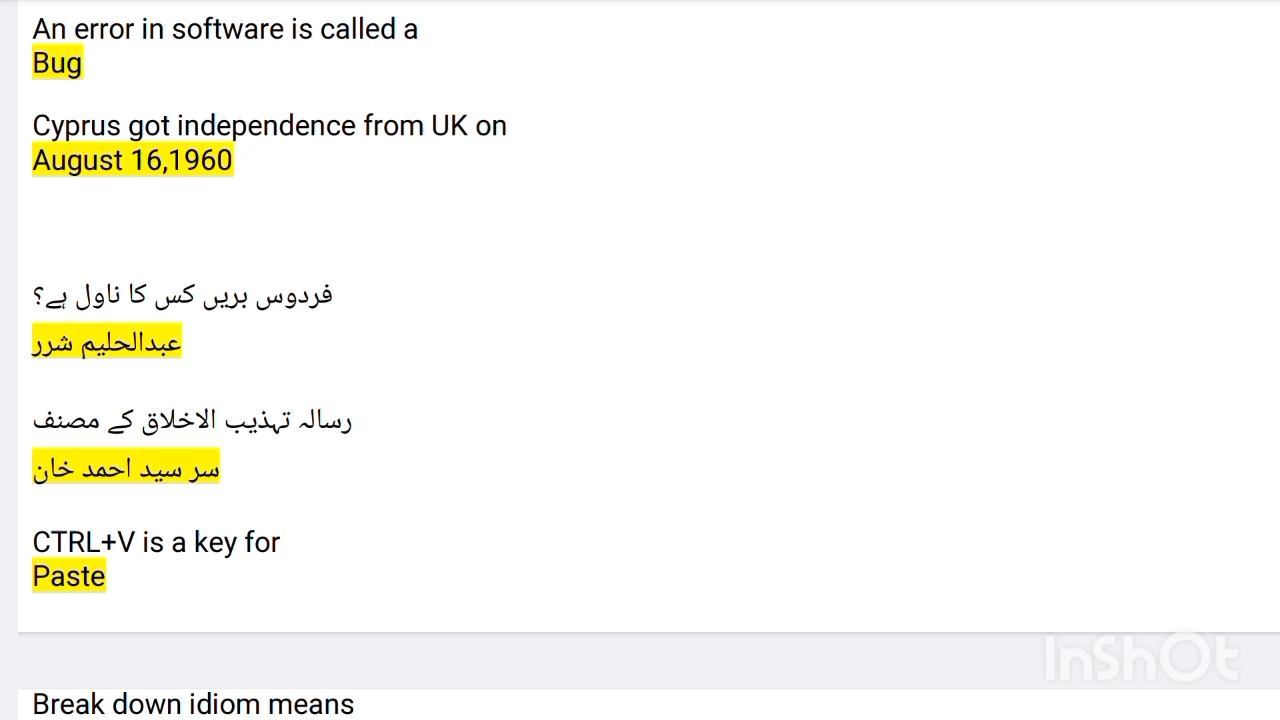 An error in software is called a
Bug
Cyprus got independence from UK on
August 16,1960
فردوس بریں کس کا ناول ہے؟
عبدالحلیم شرر
رسالہ تہذیب الاخلاق کے مصنف
سر سید احمد خان
CTRL+V is a key for
Paste
InShOt
Break down idiom means